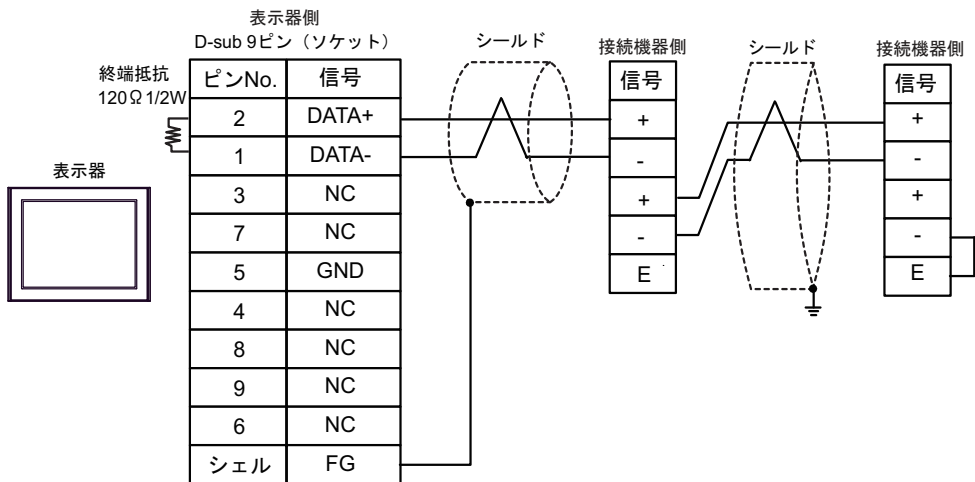 表示器側
D-sub 9ピン（ソケット）
終端抵抗
120Ω 1/2W
表示器
ピンNo. 信号
2 DATA+
1 DATA-
3 NC
7 NC
5 GND
4 NC
8 NC
9 NC
6 NC
シェル FG
シールド
接続機器側
信号
+
-
+
-
E
シールド
接続機器側
信号
+
-
+
-
E